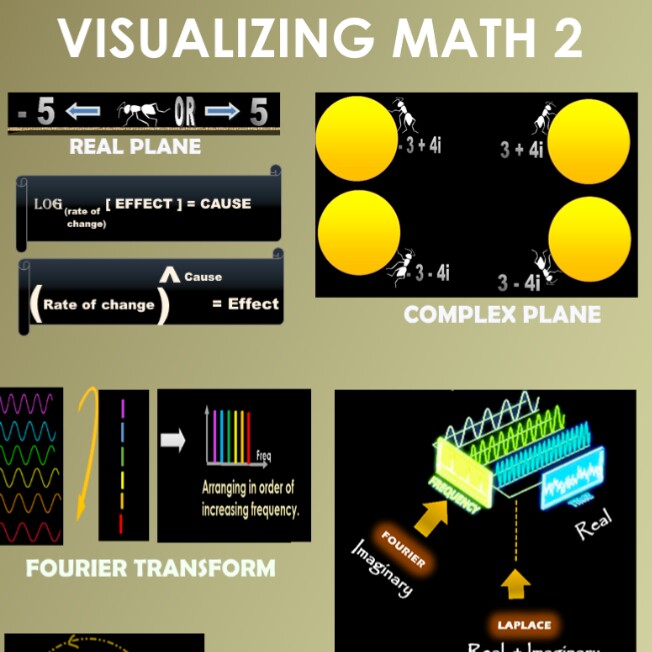 VISUALIZING MATH 2
- 5 OR 5
REAL PLANE
LOG (rate of change) [ EFFECT ] = CAUSE
(Rate of change) ^ Cause = Effect
- 3 + 4i
3 + 4i
- 3 - 4i
3 - 4i
COMPLEX PLANE
Freq
Arranging in order of
increasing frequency.
FOURIER TRANSFORM
FREQUENCY
TIME
Real
FOURIER
Imaginary
LAPLACE
Real + Imaginary